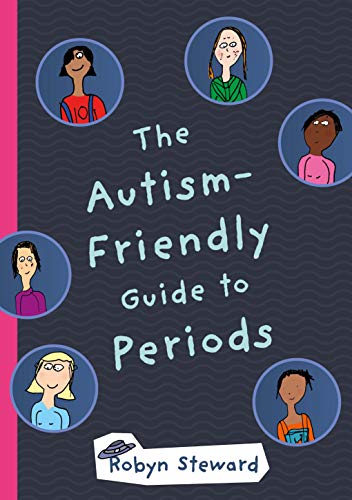 The
Autism-
Friendly
Guide to
Periods
Robyn Steward